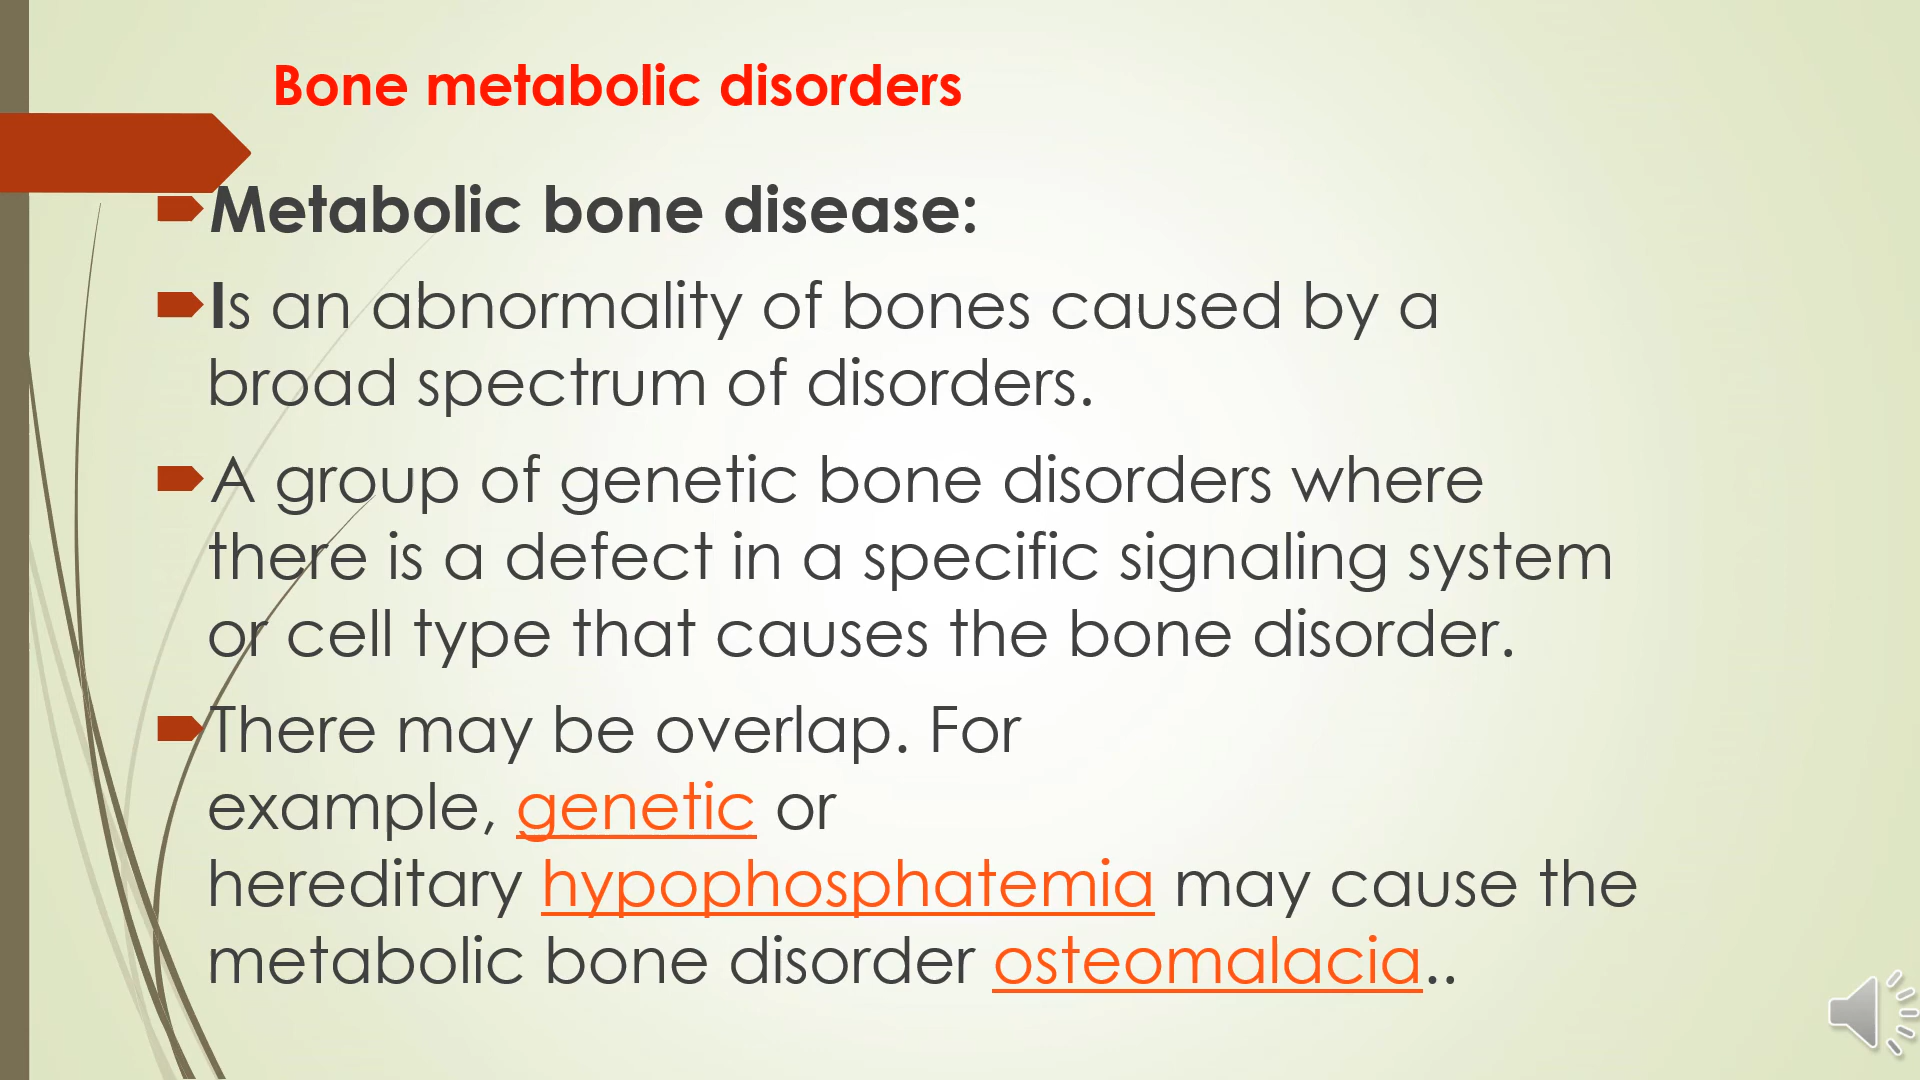 Bone metabolic disorders
Metabolic bone disease:
Is an abnormality of bones caused by a
broad spectrum of disorders.
A group of genetic bone disorders where
there is a defect in a specific signaling system
or cell type that causes the bone disorder.
There may be overlap. For
example, genetic or
hereditary hypophosphatemia may cause the
metabolic bone disorder osteomalacia..